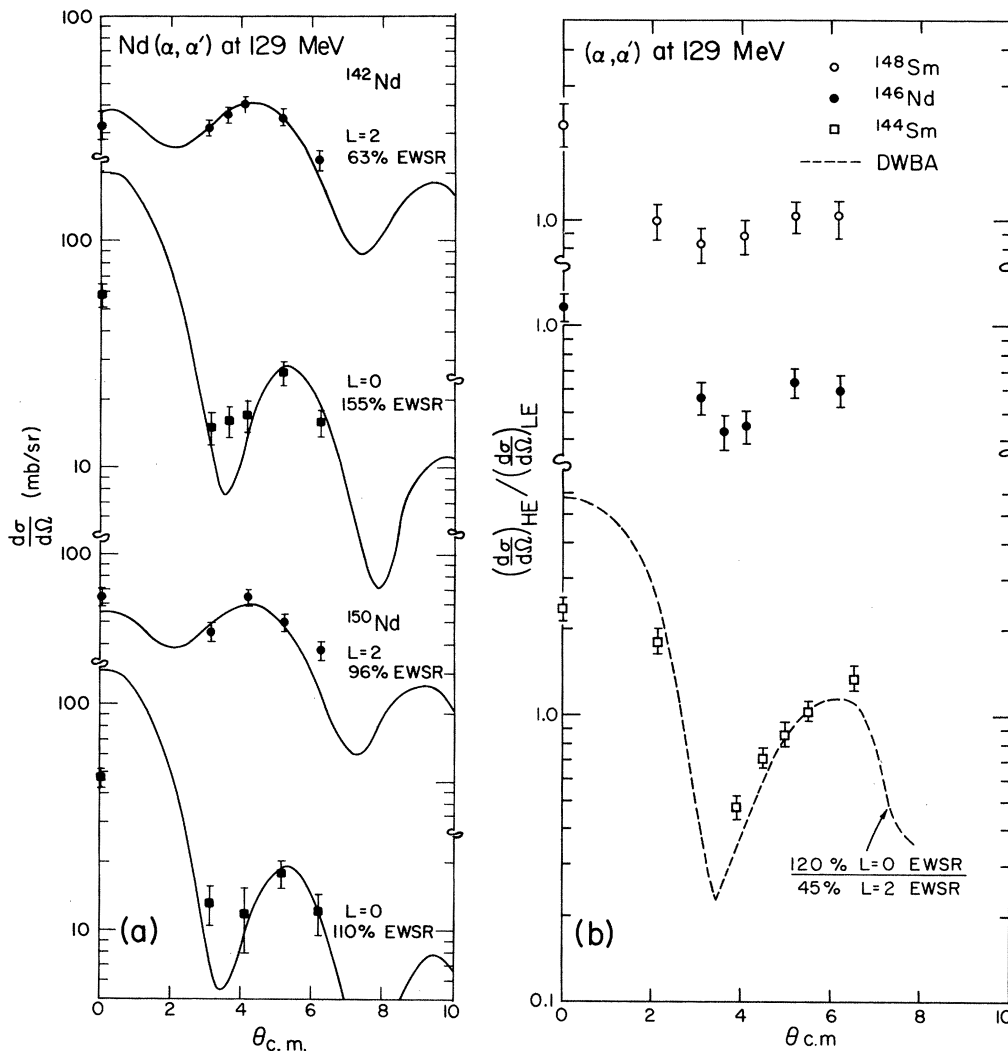 Nd(α,α′) at 129 MeV
100
¹⁴²Nd
L=2
63% EWSR
100
L=0
155% EWSR
10
dσ/dΩ (mb/sr)
100
¹⁵⁰Nd
L=2
96% EWSR
100
L=0
110% EWSR
10
(a)
0 2 4 6 8 10
θc.m.
(α,α′) at 129 MeV
¹⁴⁸Sm
¹⁴⁶Nd
¹⁴⁴Sm
DWBA
1.0
1.0
(dσ/dΩ)HE / (dσ/dΩ)LE
1.0
120 % L=0 EWSR
45% L=2 EWSR
(b)
0.1
0 2 4 6 8 10
θc.m